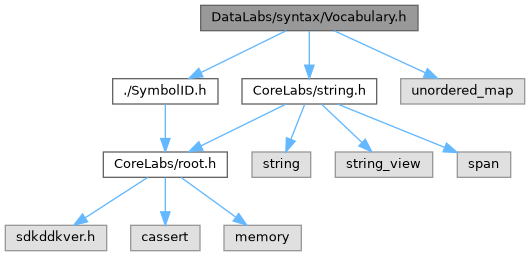 DataLabs/syntax/Vocabulary.h
./SymbolID.h
CoreLabs/string.h
unordered_map
CoreLabs/root.h
string
string_view
span
sdkddkver.h
cassert
memory